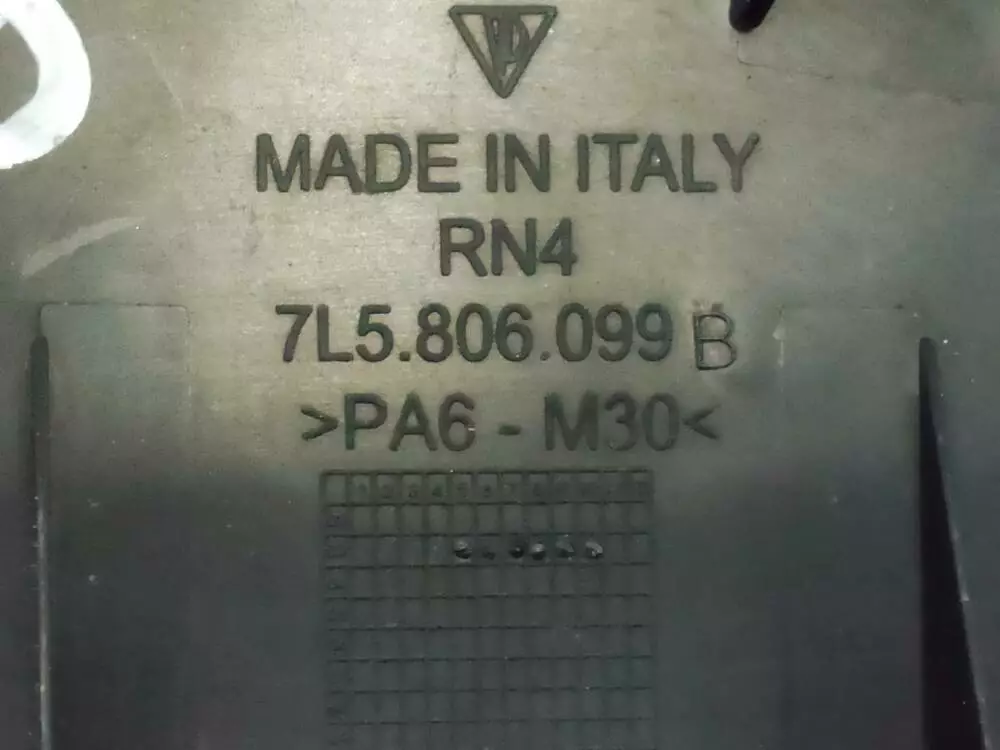 MADE IN ITALY
RN4
7L5.806.099 B
>PA6 - M30<